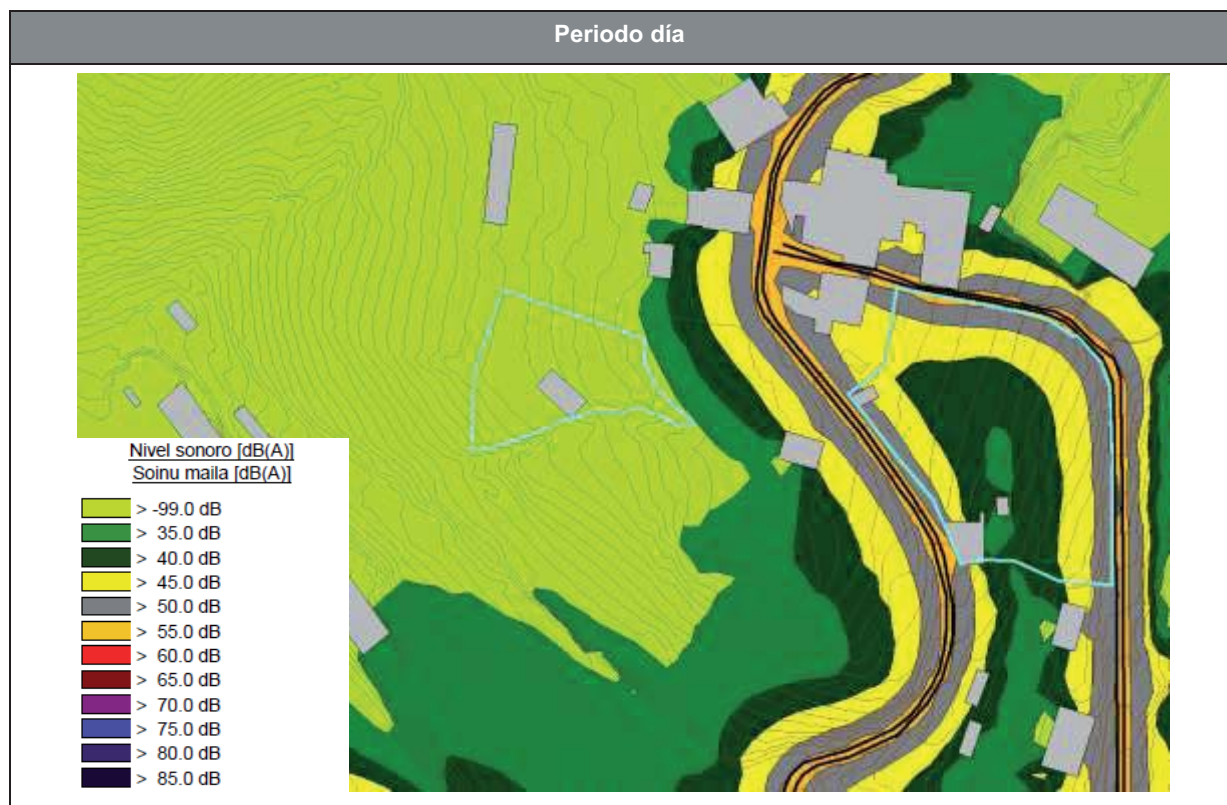 Periodo día
Nivel sonoro [dB(A)]
Soinu maila [dB(A)]
> -99.0 dB
> 35.0 dB
> 40.0 dB
> 45.0 dB
> 50.0 dB
> 55.0 dB
> 60.0 dB
> 65.0 dB
> 70.0 dB
> 75.0 dB
> 80.0 dB
> 85.0 dB